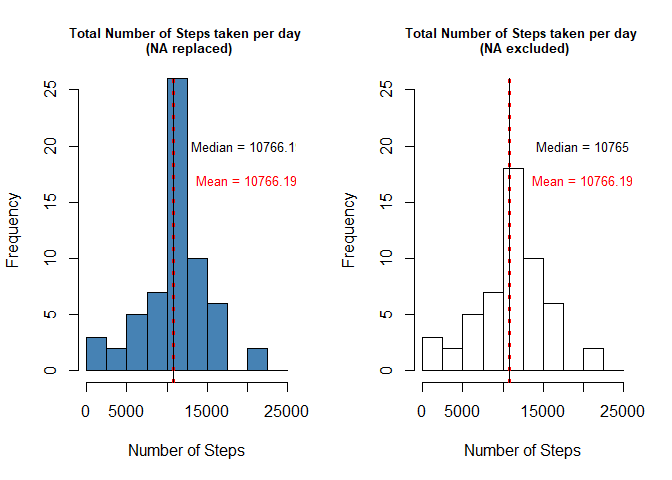 Total Number of Steps taken per day
(NA replaced)
Frequency
25
20
15
10
5
0
Median = 10766.1
Mean = 10766.19
0 5000 15000 25000
Number of Steps
Total Number of Steps taken per day
(NA excluded)
Frequency
25
20
15
10
5
0
Median = 10765
Mean = 10766.19
0 5000 15000 25000
Number of Steps